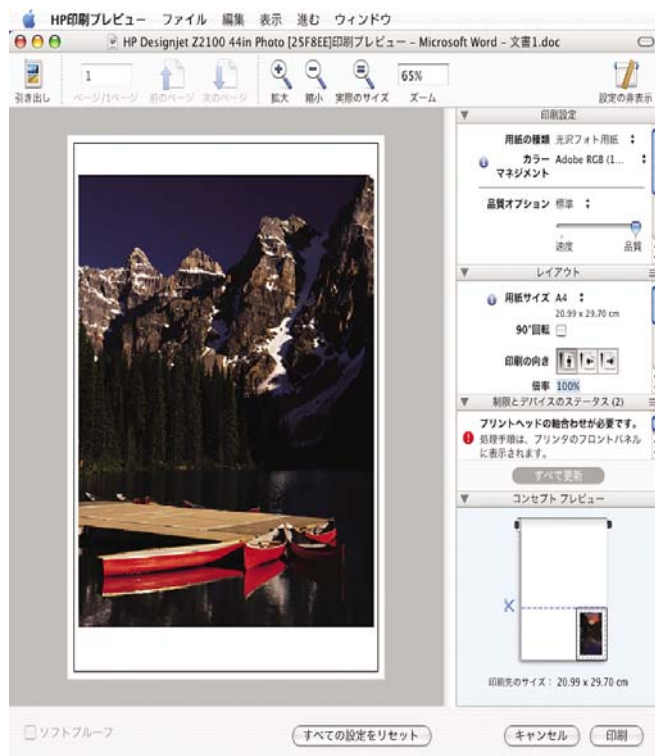 HP印刷プレビュー ファイル 編集 表示 進む ウィンドウ
HP Designjet Z2100 44in Photo [25F8EE]印刷プレビュー – Microsoft Word – 文書1.doc
1
65%
引き出し ページ/1ページ 前のページ 次のページ 拡大 縮小 実際のサイズ ズーム 設定の非表示
印刷設定
用紙の種類 光沢フォト用紙
カラー Adobe RGB (1...
マネジメント
品質オプション 標準
速度 品質
レイアウト
用紙サイズ A4
20.99 x 29.70 cm
90°回転
印刷の向き
倍率 100%
制限とデバイスのステータス (2)
プリントヘッドの軸合わせが必要です。
処理手順は、プリンタのフロントパネル
に表示されます。
すべて更新
コンセプト プレビュー
印刷先のサイズ： 20.99 x 29.70 cm
ソフトプルーフ すべての設定をリセット キャンセル 印刷